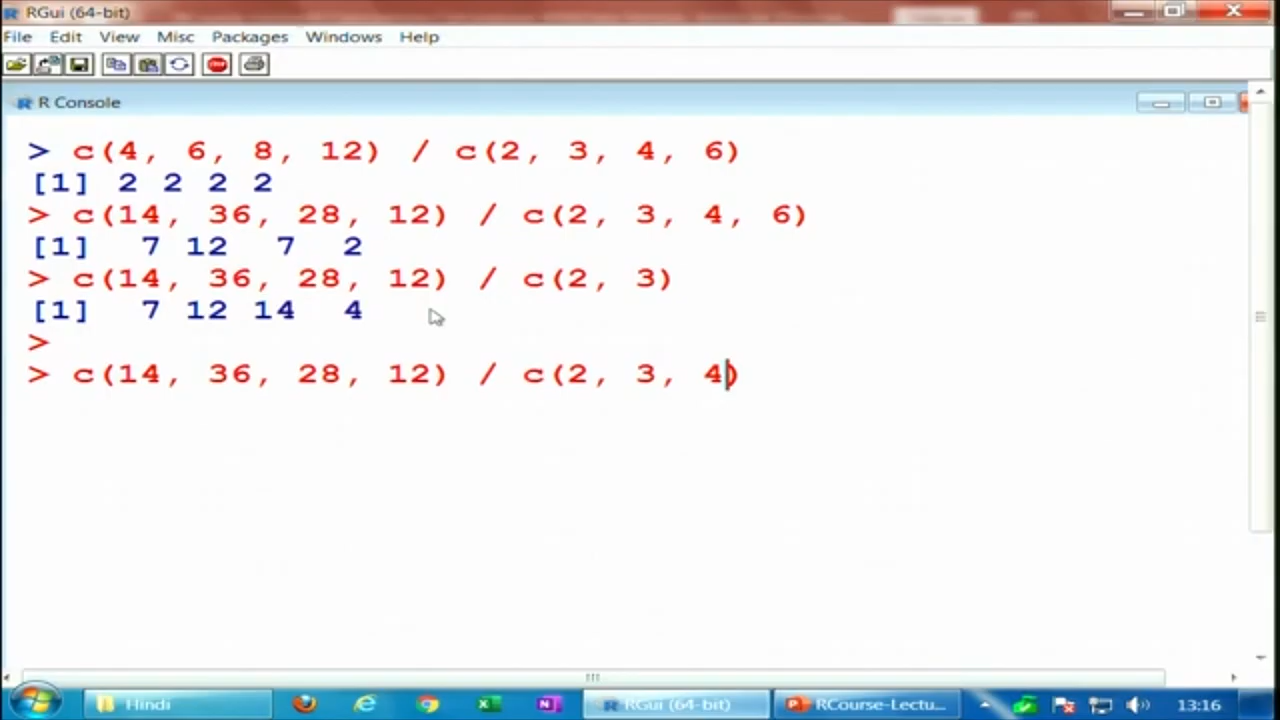 RGui (64-bit)
File Edit View Misc Packages Windows Help
R Console
> c(4, 6, 8, 12) / c(2, 3, 4, 6)
[1] 2 2 2 2
> c(14, 36, 28, 12) / c(2, 3, 4, 6)
[1] 7 12 7 2
> c(14, 36, 28, 12) / c(2, 3)
[1] 7 12 14 4
>
> c(14, 36, 28, 12) / c(2, 3, 4)
Hindi RGui (64-bit) RCourse-Lectu... 13:16